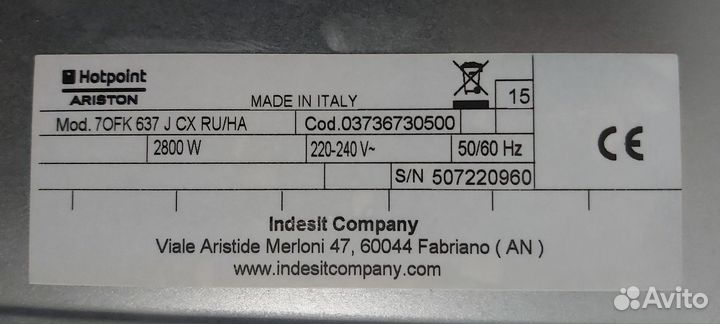 Hotpoint
ARISTON
MADE IN ITALY
15
Mod. 7OFK 637 J CX RU/HA
Cod.03736730500
2800 W
220-240 V~
50/60 Hz
CE
S/N 507220960
Indesit Company
Viale Aristide Merloni 47, 60044 Fabriano ( AN )
www.indesitcompany.com
Avito